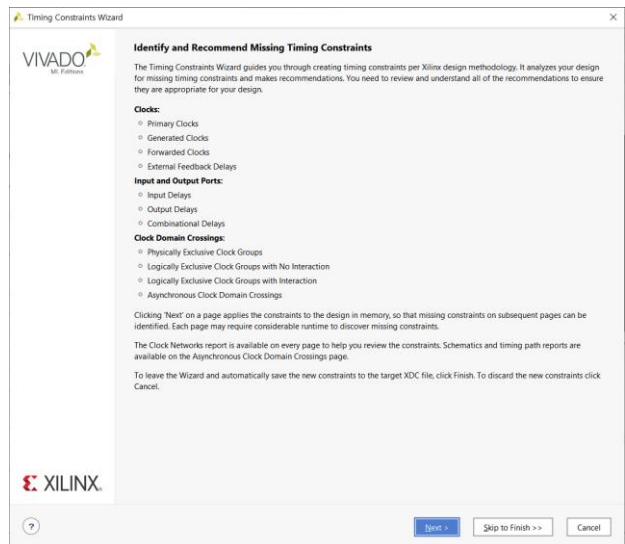 Timing Constraints Wizard
VIVADO
ML Editions
Identify and Recommend Missing Timing Constraints
The Timing Constraints Wizard guides you through creating timing constraints per Xilinx design methodology. It analyzes your design
for missing timing constraints and makes recommendations. You need to review and understand all of the recommendations to ensure
they are appropriate for your design.
Clocks:
Primary Clocks
Generated Clocks
Forwarded Clocks
External Feedback Delays
Input and Output Ports:
Input Delays
Output Delays
Combinational Delays
Clock Domain Crossings:
Physically Exclusive Clock Groups
Logically Exclusive Clock Groups with No Interaction
Logically Exclusive Clock Groups with Interaction
Asynchronous Clock Domain Crossings
Clicking 'Next' on a page applies the constraints to the design in memory, so that missing constraints on subsequent pages can be
identified. Each page may require considerable runtime to discover missing constraints.
The Clock Networks report is available on every page to help you review the constraints. Schematics and timing path reports are
available on the Asynchronous Clock Domain Crossings page.
To leave the Wizard and automatically save the new constraints to the target XDC file, click Finish. To discard the new constraints click
Cancel.
XILINX
?
Next >
Skip to Finish >>
Cancel